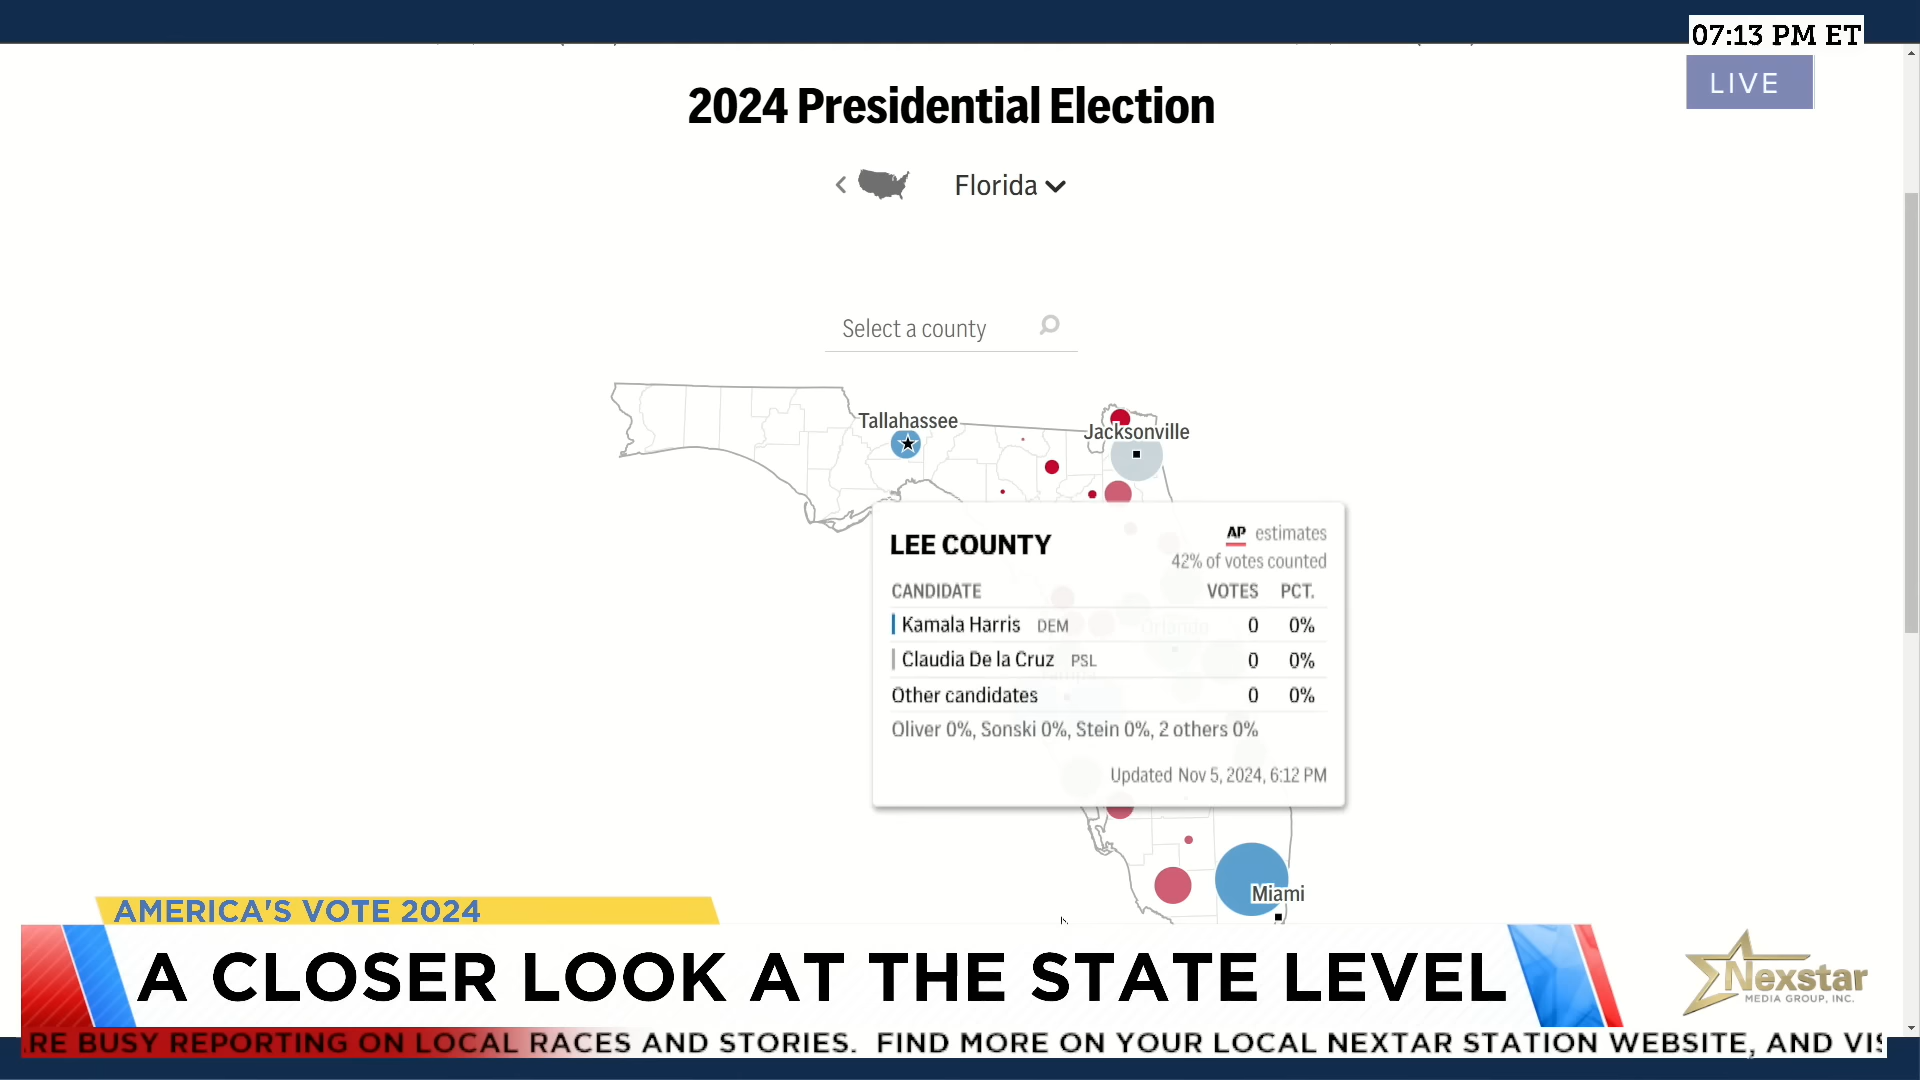 07:13 PM ET
LIVE
2024 Presidential Election
Florida
Select a county
Tallahassee
Jacksonville
LEE COUNTY
AP estimates
42% of votes counted
CANDIDATE VOTES PCT.
Kamala Harris DEM 0 0%
Claudia De la Cruz PSL 0 0%
Other candidates 0 0%
Oliver 0%, Sonski 0%, Stein 0%, 2 others 0%
Updated Nov 5, 2024, 6:12 PM
Orlando
Miami
AMERICA'S VOTE 2024
A CLOSER LOOK AT THE STATE LEVEL
Nexstar
MEDIA GROUP, INC.
RE BUSY REPORTING ON LOCAL RACES AND STORIES. FIND MORE ON YOUR LOCAL NEXTAR STATION WEBSITE, AND VIS